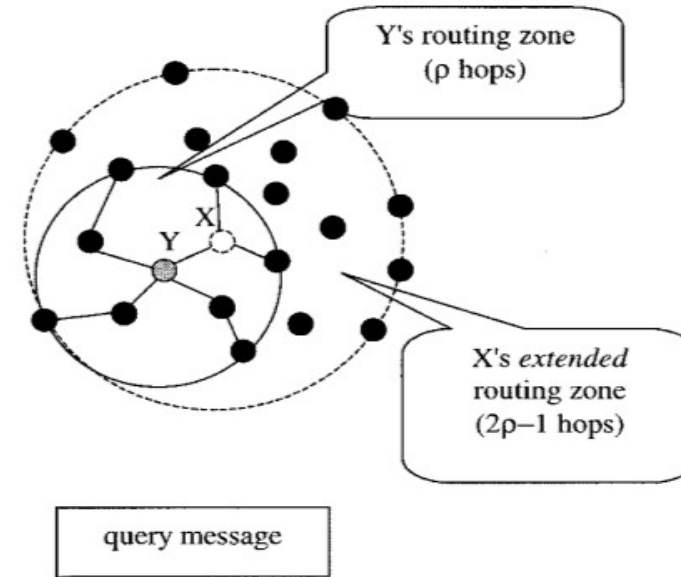 Y's routing zone
(ρ hops)
X
Y
X's extended
routing zone
(2ρ−1 hops)
query message